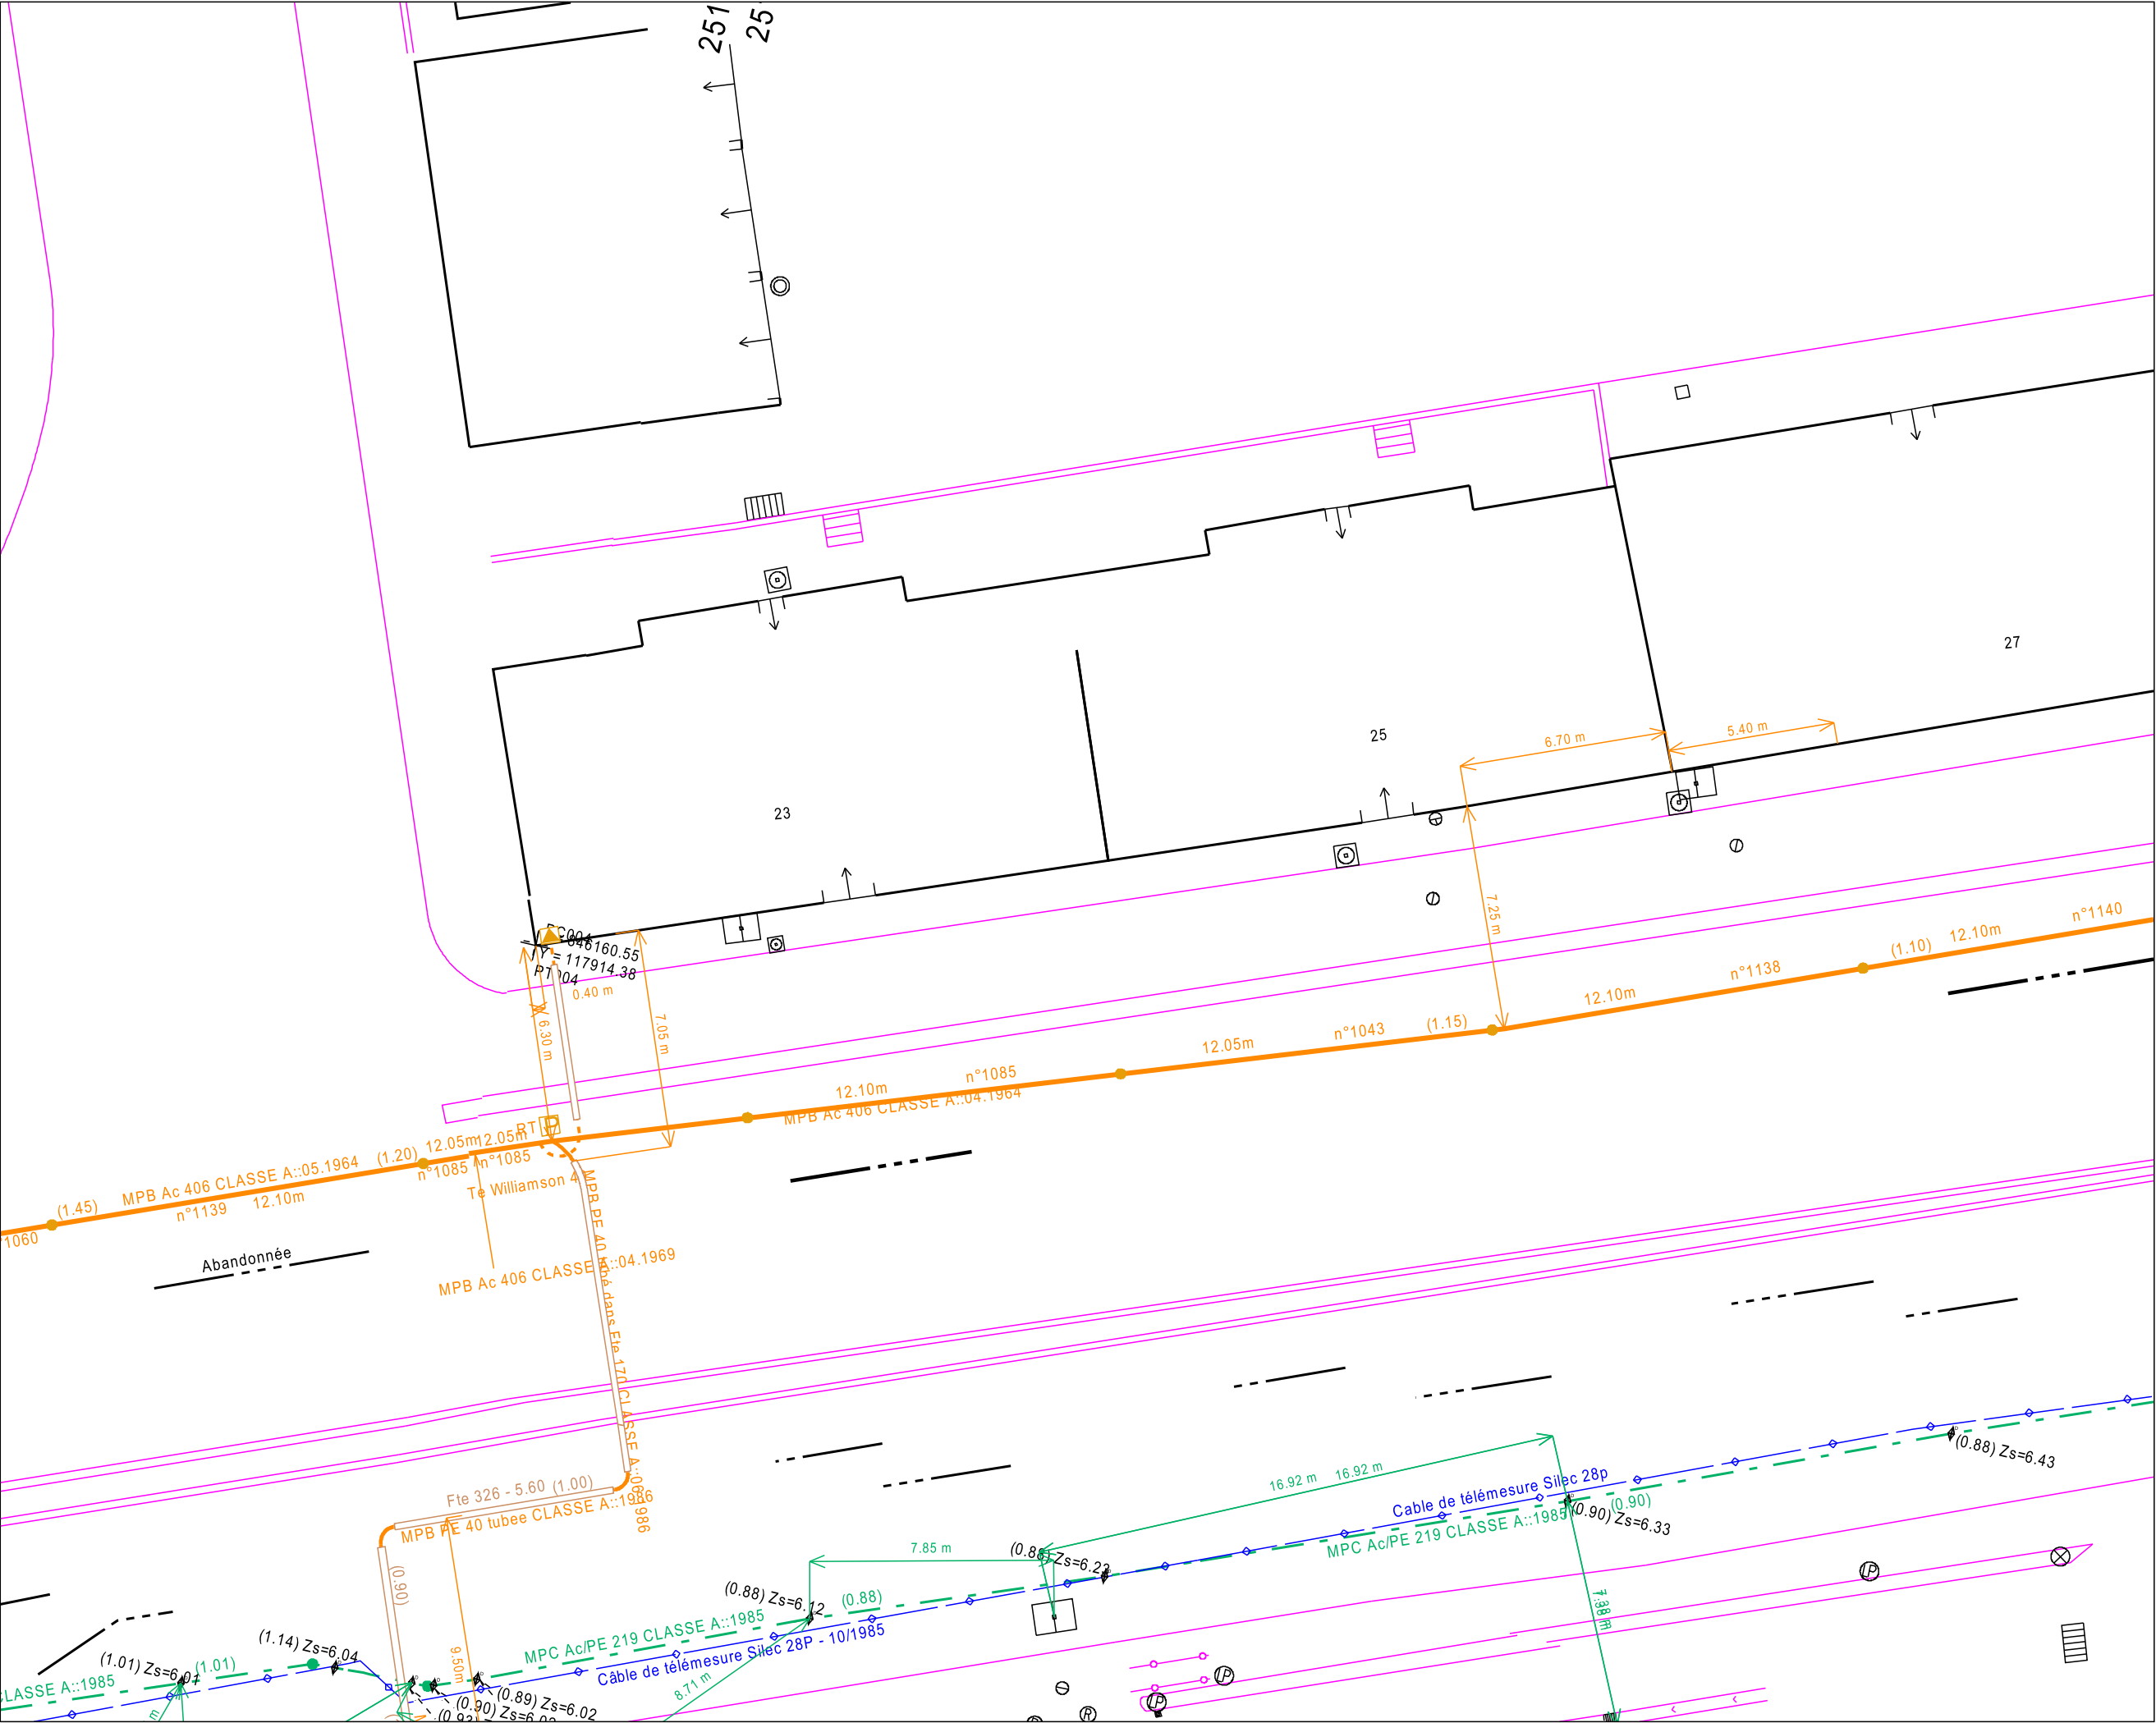 251
25
27
25
23
6.70 m
5.40 m
7.25 m
= 846160.55
Y = 117914.38
0.40 m
6.30 m
7.05 m
n°1140
12.10m
(1.10)
n°1138
12.10m
(1.15)
n°1043
12.05m
n°1085
12.10m
MPB Ac 406 CLASSE A::04.1964
RT
12.05m
12.05m
(1.20)
n°1085
n°1085
MPB Ac 406 CLASSE A::05.1964
(1.45)
n°1139
12.10m
1060
Te Williamson 4
Abandonnée
MPB Ac 406 CLASSE A::04.1969
MPB PE 40 tubé dans Fte 170 CLASSE A::06.1986
Fte 326 - 5.60 (1.00)
MPB PE 40 tubee CLASSE A::1986
(0.90)
9.50m
16.92 m
16.92 m
Cable de télémesure Silec 28p
MPC Ac/PE 219 CLASSE A::1985
(0.90)
(0.90) Zs=6.33
(0.88) Zs=6.43
7.38 m
7.85 m
(0.88) Zs=6.23
(0.88) Zs=6.12
(0.88)
MPC Ac/PE 219 CLASSE A::1985
Câble de télémesure Silec 28P - 10/1985
8.71 m
(1.14) Zs=6.04
(1.01) Zs=6.01
(1.01)
CLASSE A::1985
(0.89) Zs=6.02
m
LP
LP
LP
R